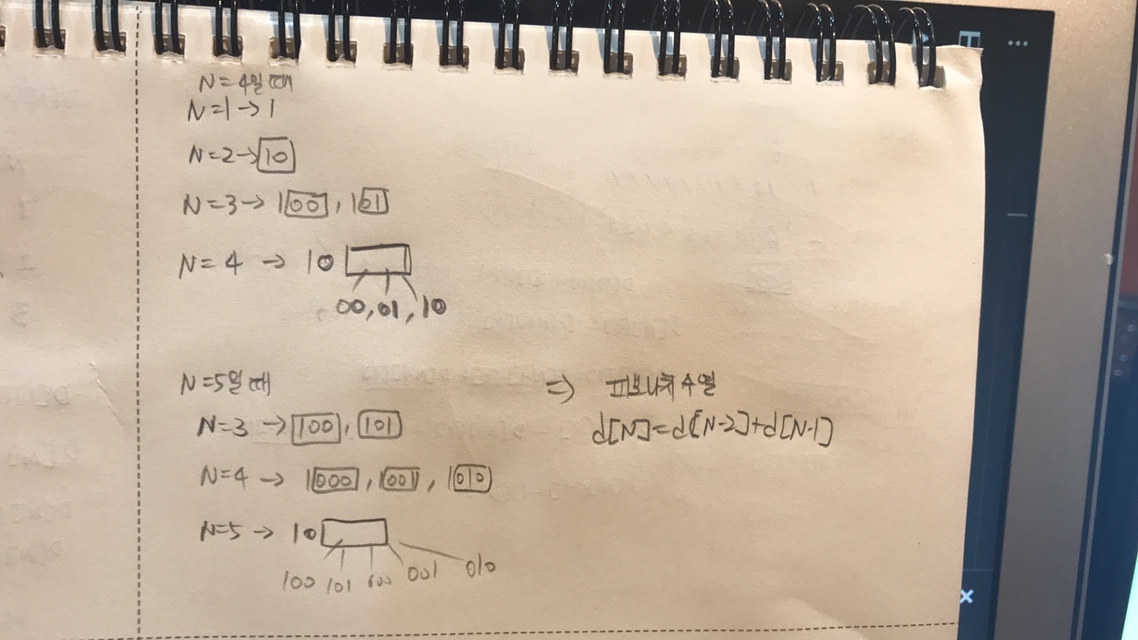 N=4일 때
N=1→1
N=2→10
N=3→100, 101
N=4→10
00, 01, 10
N=5일 때
N=3→100, 101
N=4→1000, 1001, 1010
N=5→10
100 101 000 001 010
⇒ 피보나치 수열
d[N]=d[N-2]+d[N-1]